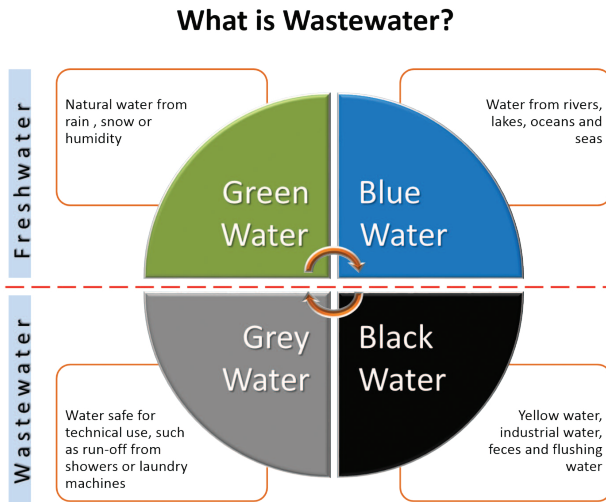 What is Wastewater?
Freshwater
Natural water from
rain , snow or
humidity
Water from rivers,
lakes, oceans and
seas
Green
Water
Blue
Water
Wastewater
Grey
Water
Black
Water
Water safe for
technical use, such
as run-off from
showers or laundry
machines
Yellow water,
industrial water,
feces and flushing
water